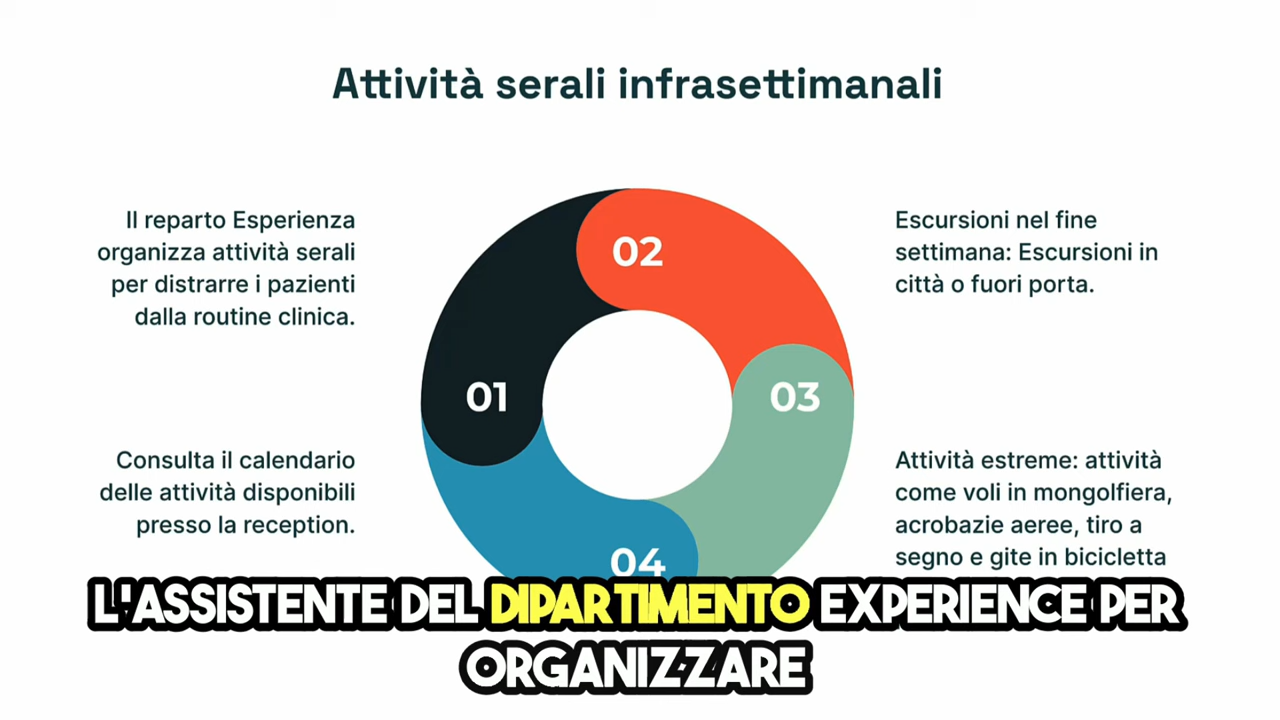 Attività serali infrasettimanali
Il reparto Esperienza
organizza attività serali
per distrarre i pazienti
dalla routine clinica.
Escursioni nel fine
settimana: Escursioni in
città o fuori porta.
02
01
03
Consulta il calendario
delle attività disponibili
presso la reception.
Attività estreme: attività
come voli in mongolfiera,
acrobazie aeree, tiro a
segno e gite in bicicletta
04
L'ASSISTENTE DEL DIPARTIMENTO EXPERIENCE PER
ORGANIZZARE